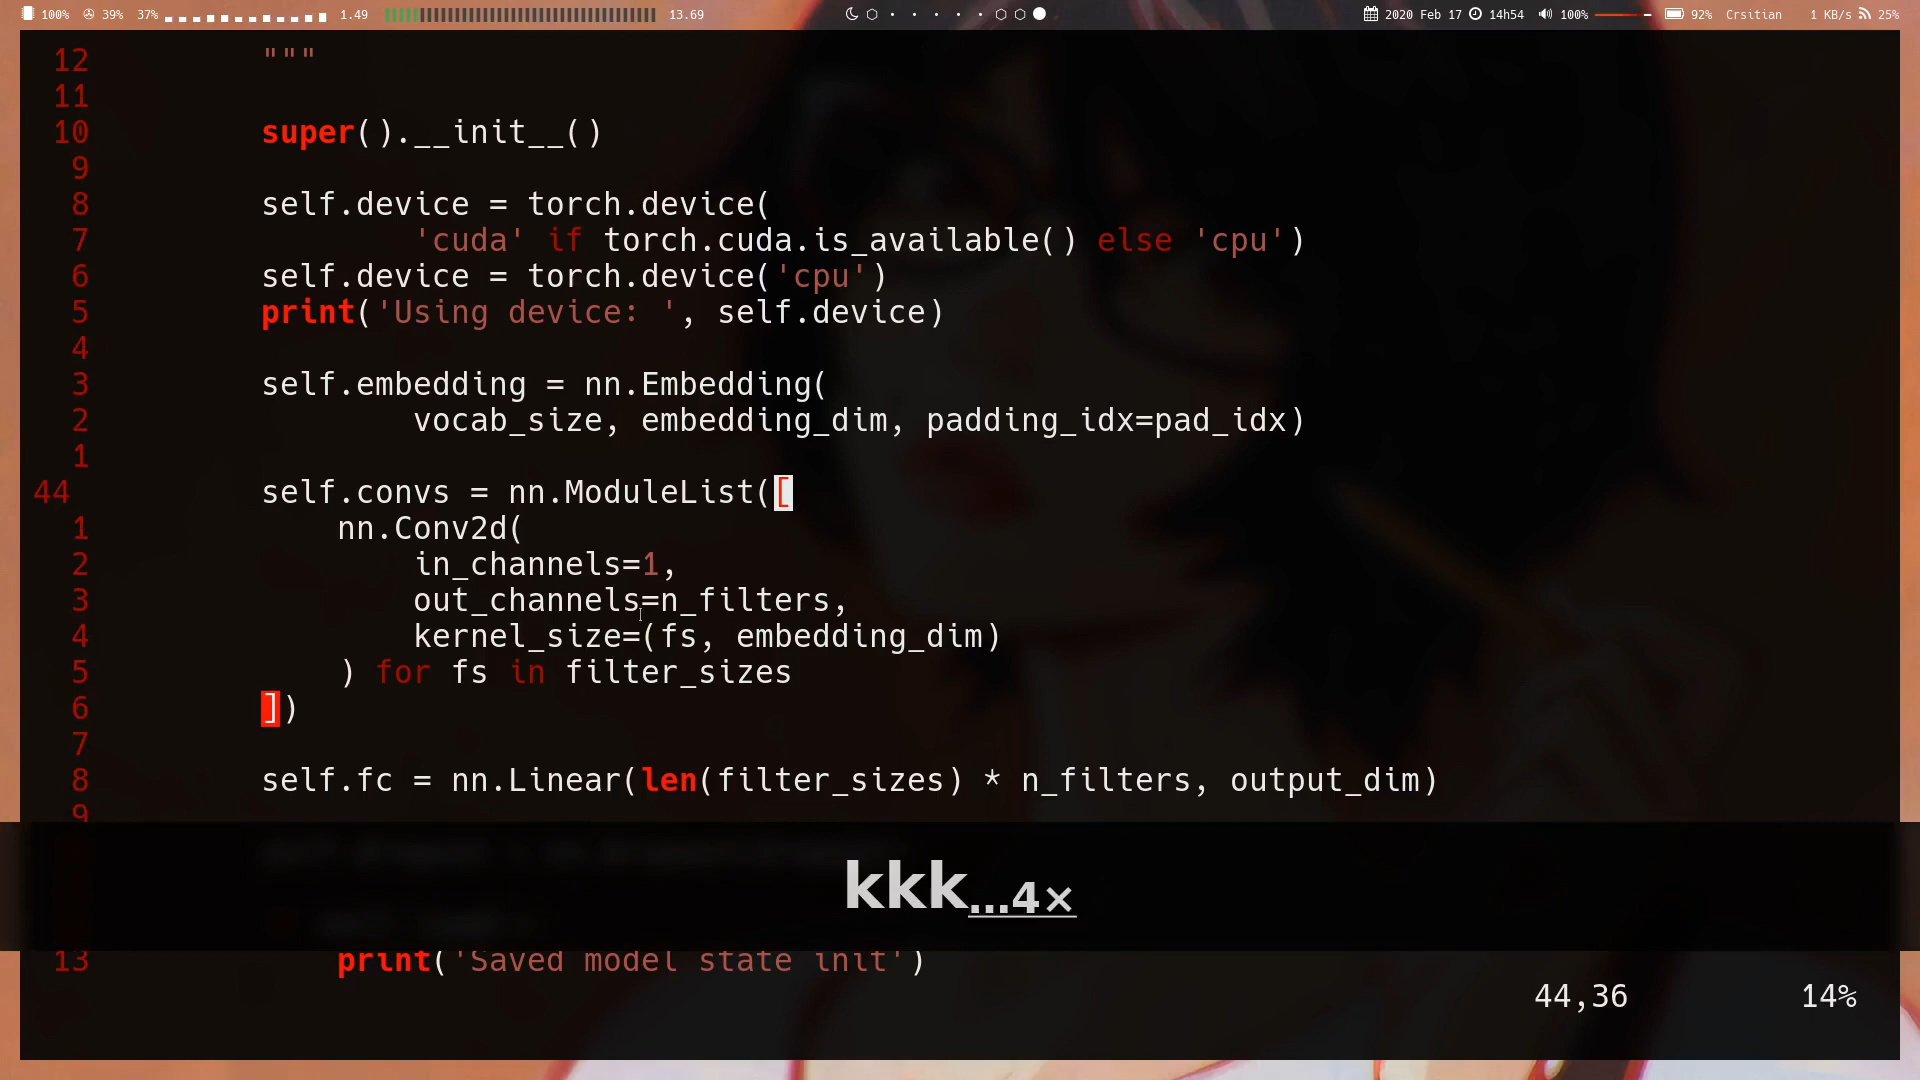 100% 39% 37% 1.49 13.69 2020 Feb 17 14h54 100% 92% Crsitian 1 KB/s 25%
12 """
11
10 super().__init__()
9
8 self.device = torch.device(
7 'cuda' if torch.cuda.is_available() else 'cpu')
6 self.device = torch.device('cpu')
5 print('Using device: ', self.device)
4
3 self.embedding = nn.Embedding(
2 vocab_size, embedding_dim, padding_idx=pad_idx)
1
44 self.convs = nn.ModuleList([
1 nn.Conv2d(
2 in_channels=1,
3 out_channels=n_filters,
4 kernel_size=(fs, embedding_dim)
5 ) for fs in filter_sizes
6 ])
7
8 self.fc = nn.Linear(len(filter_sizes) * n_filters, output_dim)
9
kkk...4×
13 print('Saved model state init')
44,36 14%